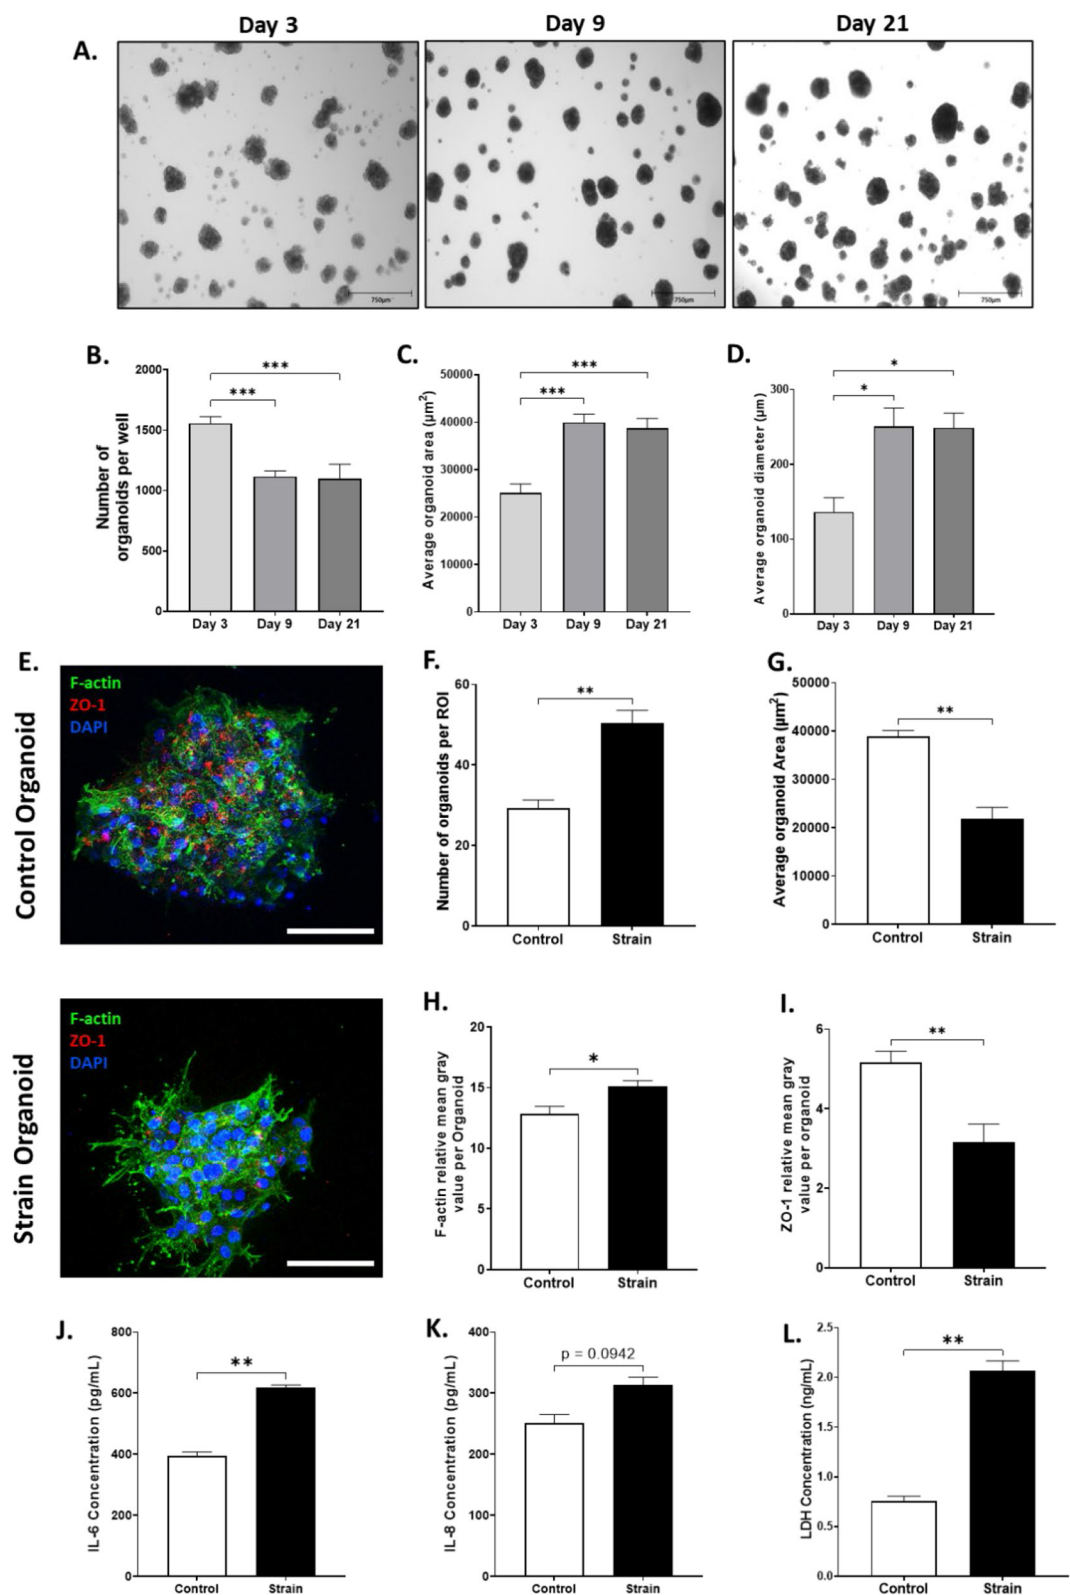 Day 3
Day 9
Day 21
A.
750µm
750µm
750µm
B.
Number of
organoids per well
2000
1500
1000
500
0
***
***
Day 3
Day 9
Day 21
C.
Average organoid area (µm²)
50000
40000
30000
20000
10000
0
***
***
Day 3
Day 9
Day 21
D.
Average organoid diameter (µm)
300
200
100
0
*
*
Day 3
Day 9
Day 21
E.
Control Organoid
F-actin
ZO-1
DAPI
F.
Number of organoids per ROI
60
40
20
0
**
Control
Strain
G.
Average organoid Area (µm²)
50000
40000
30000
20000
10000
0
**
Control
Strain
Strain Organoid
F-actin
ZO-1
DAPI
H.
F-actin relative mean gray
value per Organoid
20
15
10
5
0
*
Control
Strain
I.
ZO-1 relative mean gray
value per organoid
6
4
2
0
**
Control
Strain
J.
IL-6 Concentration (pg/mL)
800
600
400
200
0
**
Control
Strain
K.
IL-8 Concentration (pg/mL)
400
300
200
100
0
p = 0.0942
Control
Strain
L.
LDH Concentration (ng/mL)
2.5
2.0
1.5
1.0
0.5
0.0
**
Control
Strain